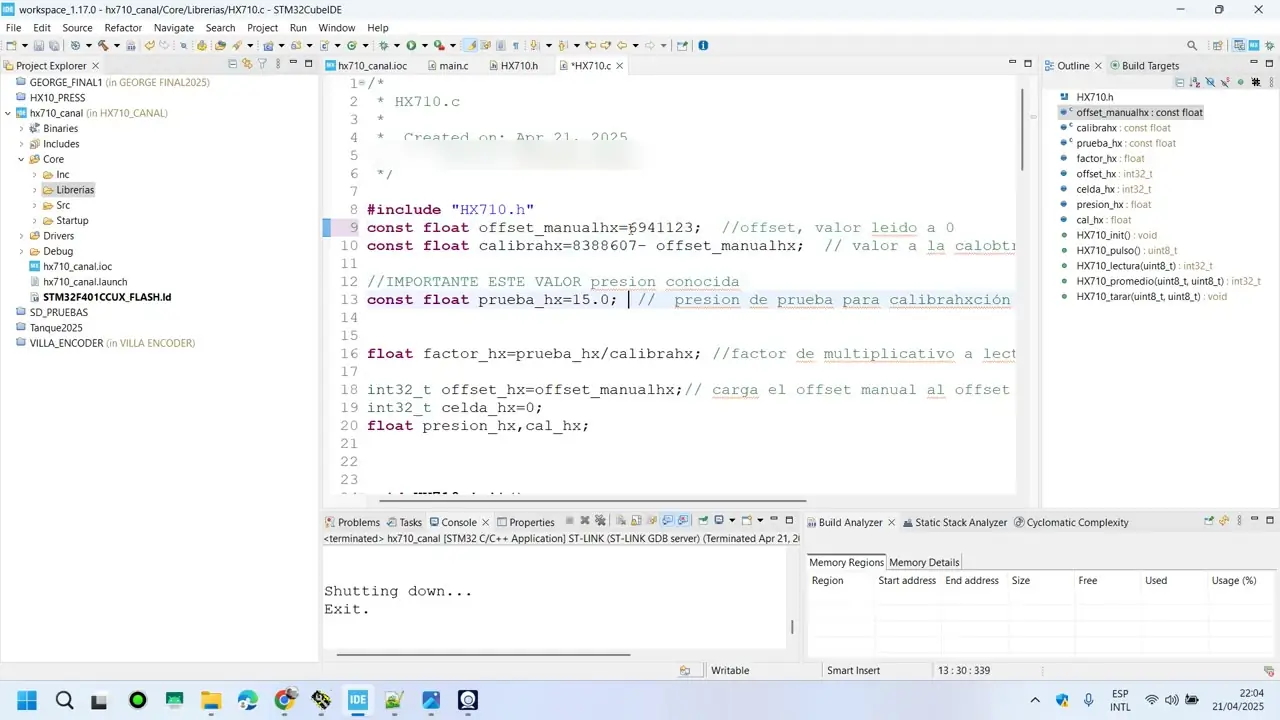 workspace_1.17.0 - hx710_canal/Core/Librerias/HX710.c - STM32CubeIDE
File Edit Source Refactor Navigate Search Project Run Window Help
Project Explorer
GEORGE_FINAL1 (in GEORGE FINAL2025)
HX10_PRESS
hx710_canal (in HX710_CANAL)
Binaries
Includes
Core
Inc
Librerias
Src
Startup
Drivers
Debug
hx710_canal.ioc
hx710_canal.launch
STM32F401CCUX_FLASH.ld
SD_PRUEBAS
Tanque2025
VILLA_ENCODER (in VILLA ENCODER)
hx710_canal.ioc main.c HX710.h *HX710.c
1 /*
2 * HX710.c
3 *
4 * Created on: Apr 21, 2025
5
6 */
7
8 #include "HX710.h"
9 const float offset_manualhx=6941123; //offset, valor leido a 0
10 const float calibrahx=8388607- offset_manualhx; // valor a la calobtr
11
12 //IMPORTANTE ESTE VALOR presion conocida
13 const float prueba_hx=15.0; // presion de prueba para calibrahxción
14
15
16 float factor_hx=prueba_hx/calibrahx; //factor de multiplicativo a lect
17
18 int32_t offset_hx=offset_manualhx;// carga el offset manual al offset
19 int32_t celda_hx=0;
20 float presion_hx,cal_hx;
21
22
23
Outline Build Targets
HX710.h
offset_manualhx : const float
calibrahx : const float
prueba_hx : const float
factor_hx : float
offset_hx : int32_t
celda_hx : int32_t
presion_hx : float
cal_hx : float
HX710_init() : void
HX710_pulso() : uint8_t
HX710_lectura(uint8_t) : int32_t
HX710_promedio(uint8_t, uint8_t) : int32_t
HX710_tarar(uint8_t, uint8_t) : void
Problems Tasks Console Properties
<terminated> hx710_canal [STM32 C/C++ Application] ST-LINK (ST-LINK GDB server) (Terminated Apr 21, 20
Shutting down...
Exit.
Build Analyzer Static Stack Analyzer Cyclomatic Complexity
Memory Regions Memory Details
Region Start address End address Size Free Used Usage (%)
Writable Smart Insert 13 : 30 : 339
IDE
ESP
INTL
22:04
21/04/2025